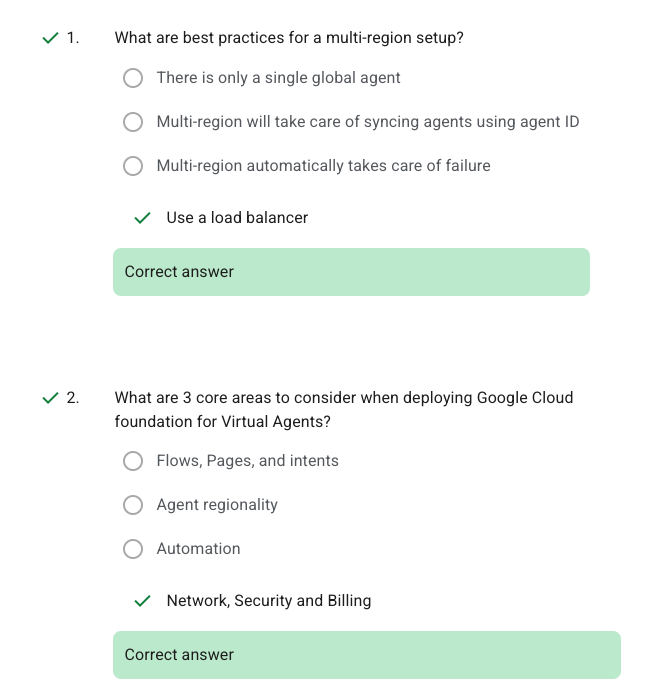 1. What are best practices for a multi-region setup?
There is only a single global agent
Multi-region will take care of syncing agents using agent ID
Multi-region automatically takes care of failure
Use a load balancer
Correct answer
2. What are 3 core areas to consider when deploying Google Cloud
foundation for Virtual Agents?
Flows, Pages, and intents
Agent regionality
Automation
Network, Security and Billing
Correct answer